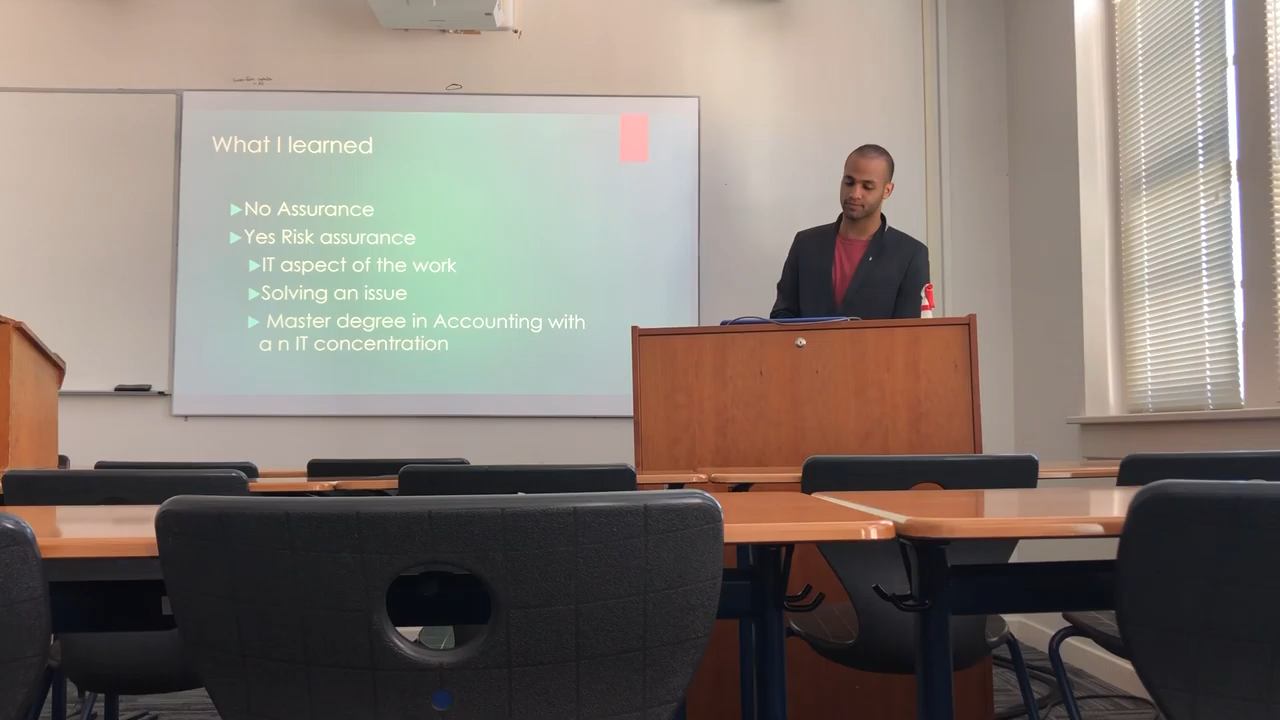 What I learned
▶No Assurance
▶Yes Risk assurance
▶IT aspect of the work
▶Solving an issue
▶ Master degree in Accounting with
a n IT concentration